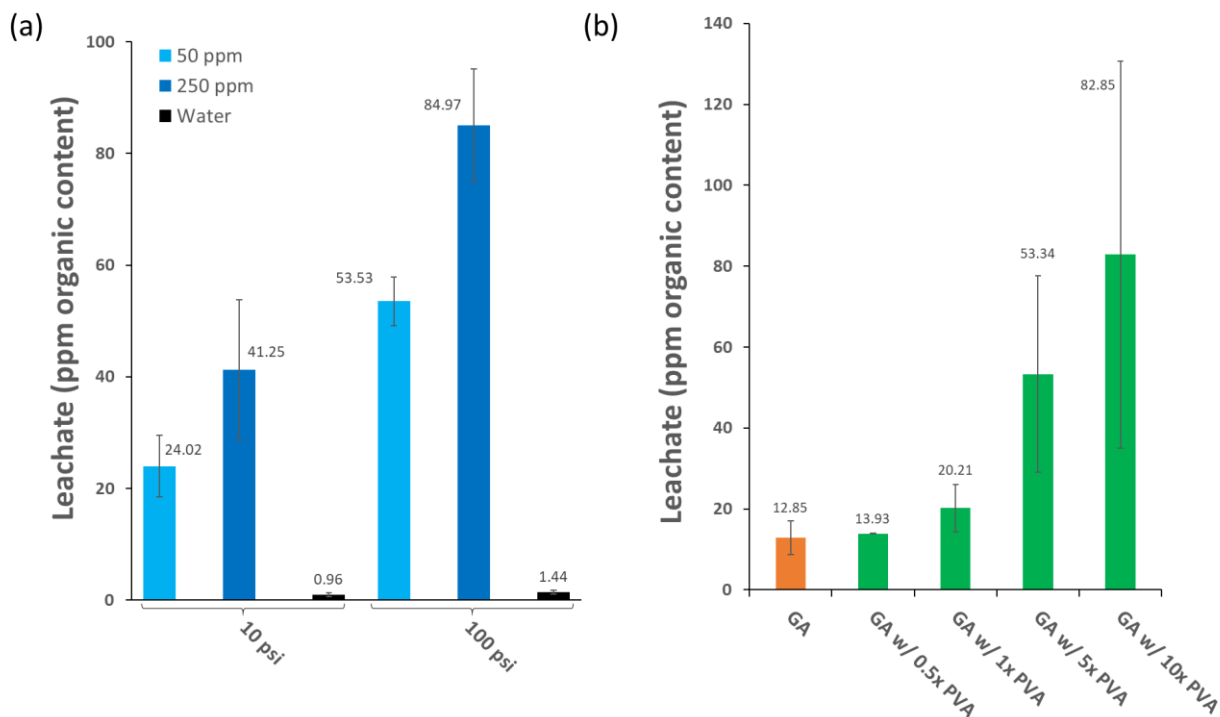 (a)
Leachate (ppm organic content)
100
80
60
40
20
0
50 ppm
250 ppm
Water
24.02
41.25
0.96
53.53
84.97
1.44
10 psi
100 psi
(b)
Leachate (ppm organic content)
140
120
100
80
60
40
20
0
12.85
13.93
20.21
53.34
82.85
GA
GA w/ 0.5x PVA
GA w/ 1x PVA
GA w/ 5x PVA
GA w/ 10x PVA